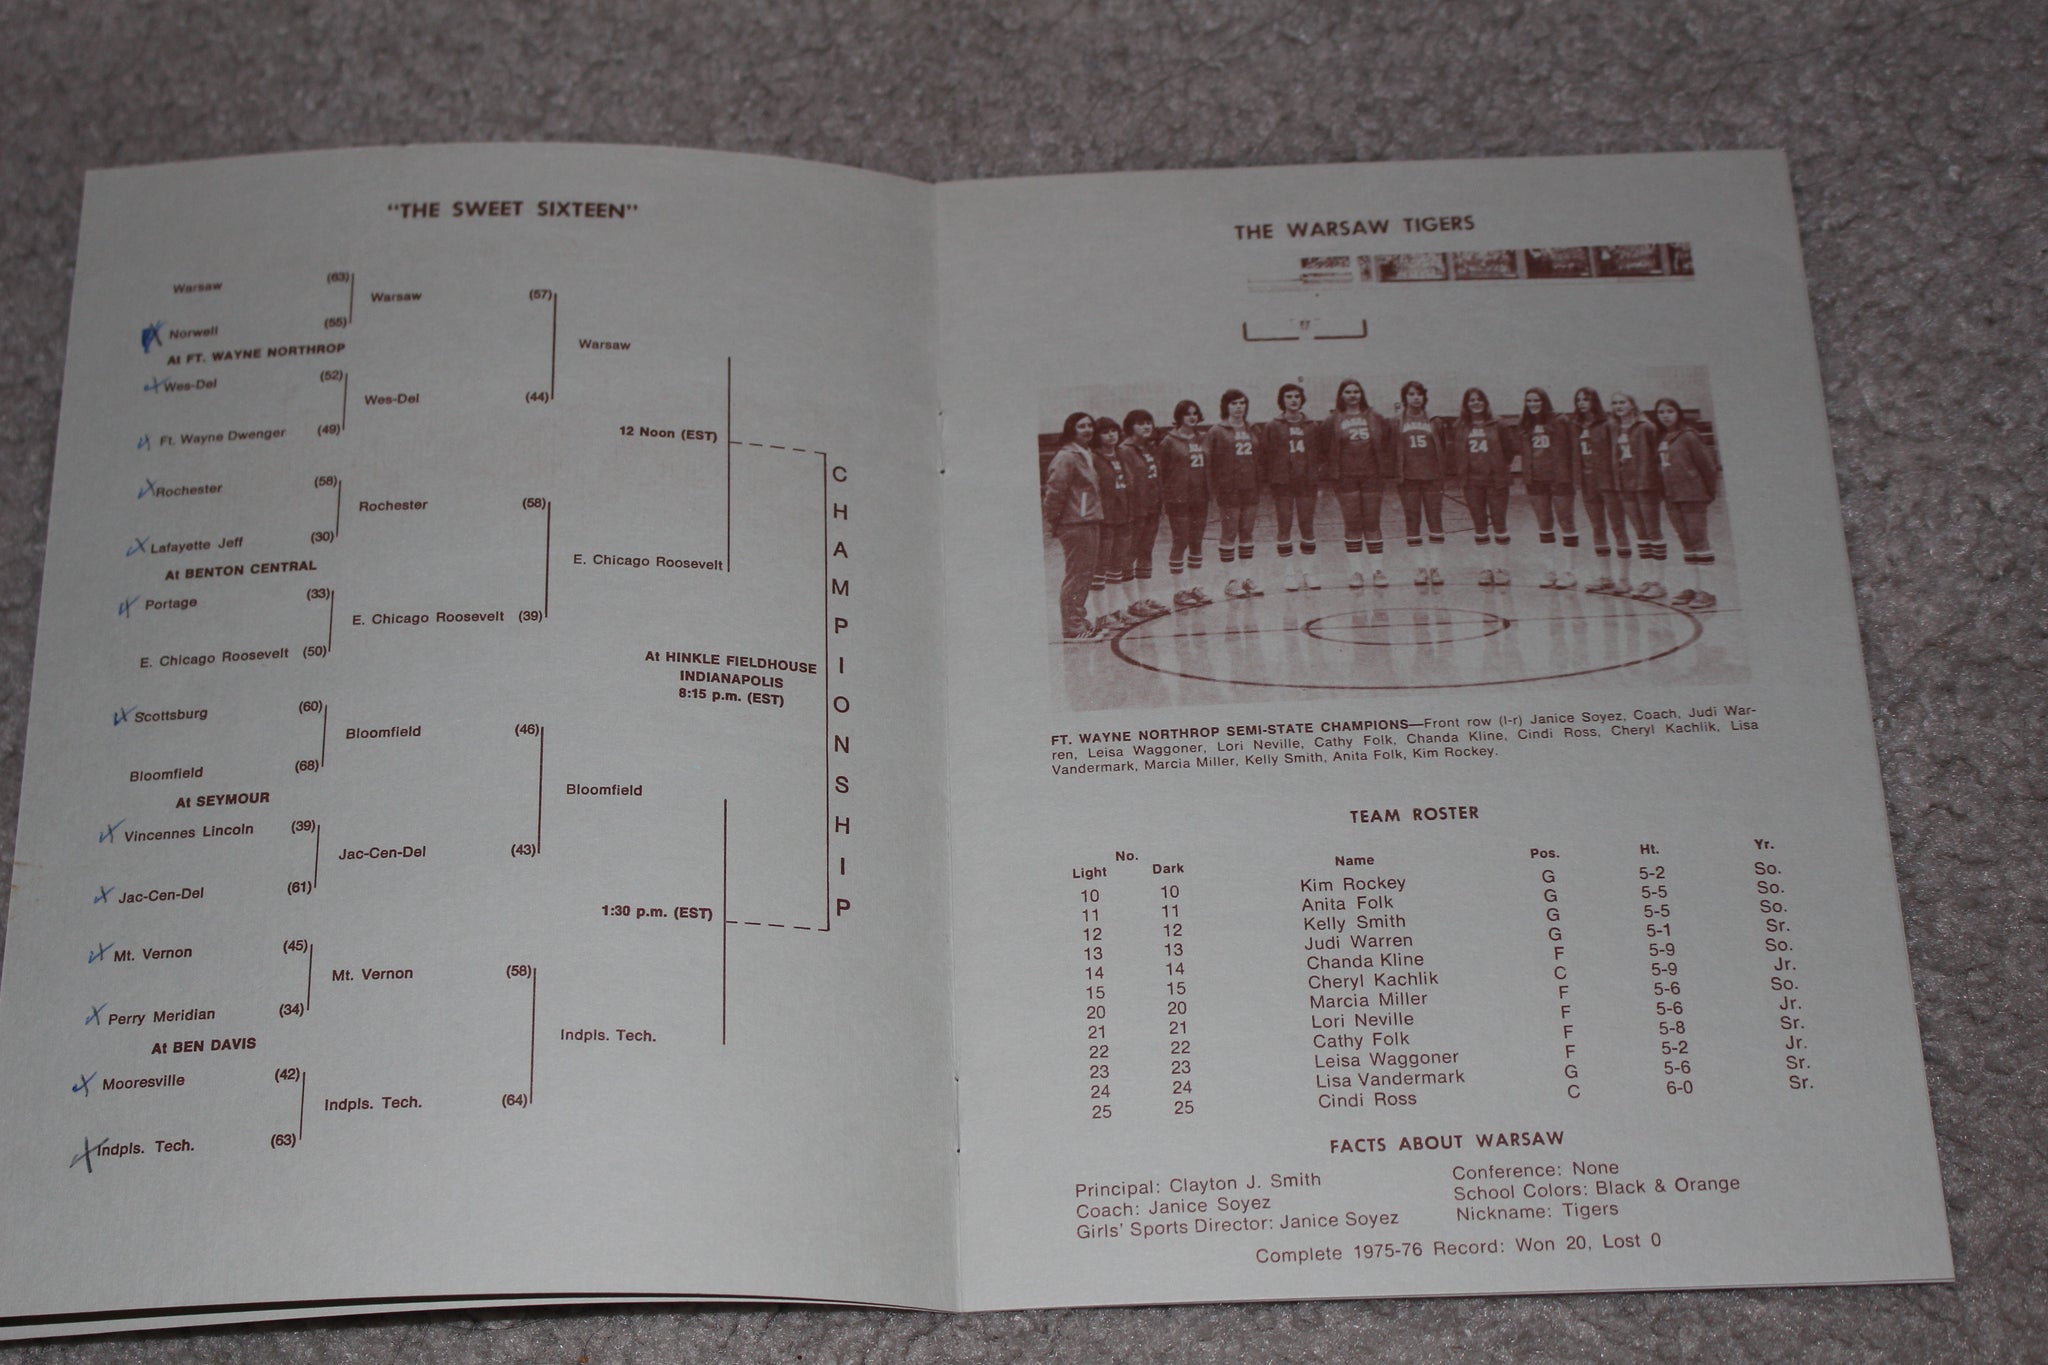 "THE SWEET SIXTEEN"
Warsaw (63)
Warsaw (57)
Norwell (55)
At FT. WAYNE NORTHROP
Warsaw
Wes-Del (52)
Wes-Del (44)
Ft. Wayne Dwenger (49)
12 Noon (EST)
Rochester (58)
Rochester (58)
Lafayette Jeff (30)
At BENTON CENTRAL
E. Chicago Roosevelt
Portage (33)
E. Chicago Roosevelt (39)
E. Chicago Roosevelt (50)
At HINKLE FIELDHOUSE
INDIANAPOLIS
8:15 p.m. (EST)
CHAMPIONSHIP
Scottsburg (60)
Bloomfield (46)
Bloomfield (68)
At SEYMOUR
Bloomfield
Vincennes Lincoln (39)
Jac-Cen-Del (43)
Jac-Cen-Del (61)
1:30 p.m. (EST)
Mt. Vernon (45)
Mt. Vernon (58)
Perry Meridian (34)
At BEN DAVIS
Indpls. Tech.
Mooresville (42)
Indpls. Tech. (64)
Indpls. Tech. (63)
THE WARSAW TIGERS
21
22
14
25
15
24
20
FT. WAYNE NORTHROP SEMI-STATE CHAMPIONS—Front row (l-r) Janice Soyez, Coach, Judi War-
ren, Leisa Waggoner, Lori Neville, Cathy Folk, Chanda Kline, Cindi Ross, Cheryl Kachlik, Lisa
Vandermark, Marcia Miller, Kelly Smith, Anita Folk, Kim Rockey.
TEAM ROSTER
No.
Light Dark Name Pos. Ht. Yr.
10 10 Kim Rockey G 5-2 So.
11 11 Anita Folk G 5-5 So.
12 12 Kelly Smith G 5-5 So.
13 13 Judi Warren G 5-1 Sr.
14 14 Chanda Kline F 5-9 So.
15 15 Cheryl Kachlik C 5-9 Jr.
20 20 Marcia Miller F 5-6 So.
21 21 Lori Neville F 5-6 Jr.
22 22 Cathy Folk F 5-8 Sr.
23 23 Leisa Waggoner F 5-2 Jr.
24 24 Lisa Vandermark G 5-6 Sr.
25 25 Cindi Ross C 6-0 Sr.
FACTS ABOUT WARSAW
Principal: Clayton J. Smith
Coach: Janice Soyez
Girls' Sports Director: Janice Soyez
Conference: None
School Colors: Black & Orange
Nickname: Tigers
Complete 1975-76 Record: Won 20, Lost 0